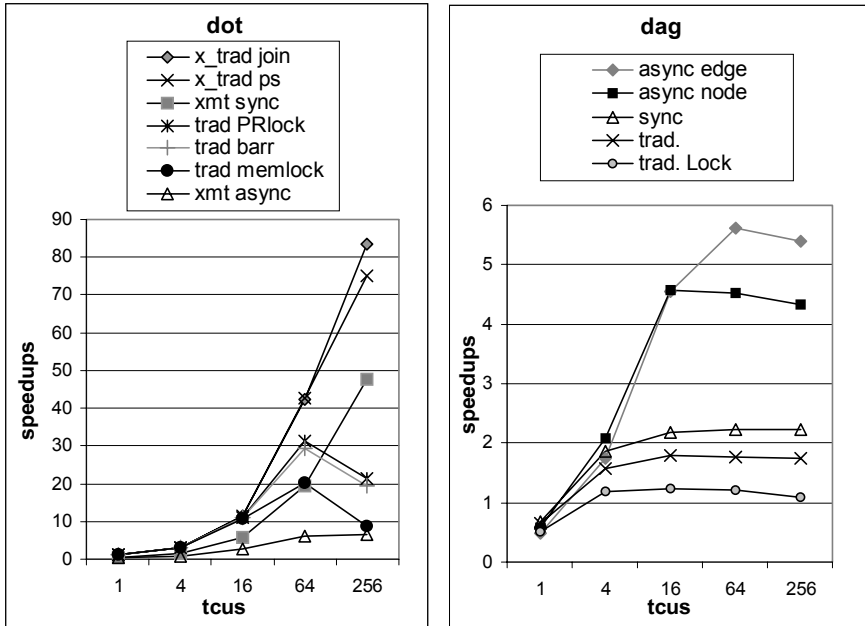 dot
x_trad join
x_trad ps
xmt sync
trad PRlock
trad barr
trad memlock
xmt async
90
80
70
60
50
40
30
20
10
0
speedups
1 4 16 64 256
tcus
dag
async edge
async node
sync
trad.
trad. Lock
6
5
4
3
2
1
0
speedups
1 4 16 64 256
tcus